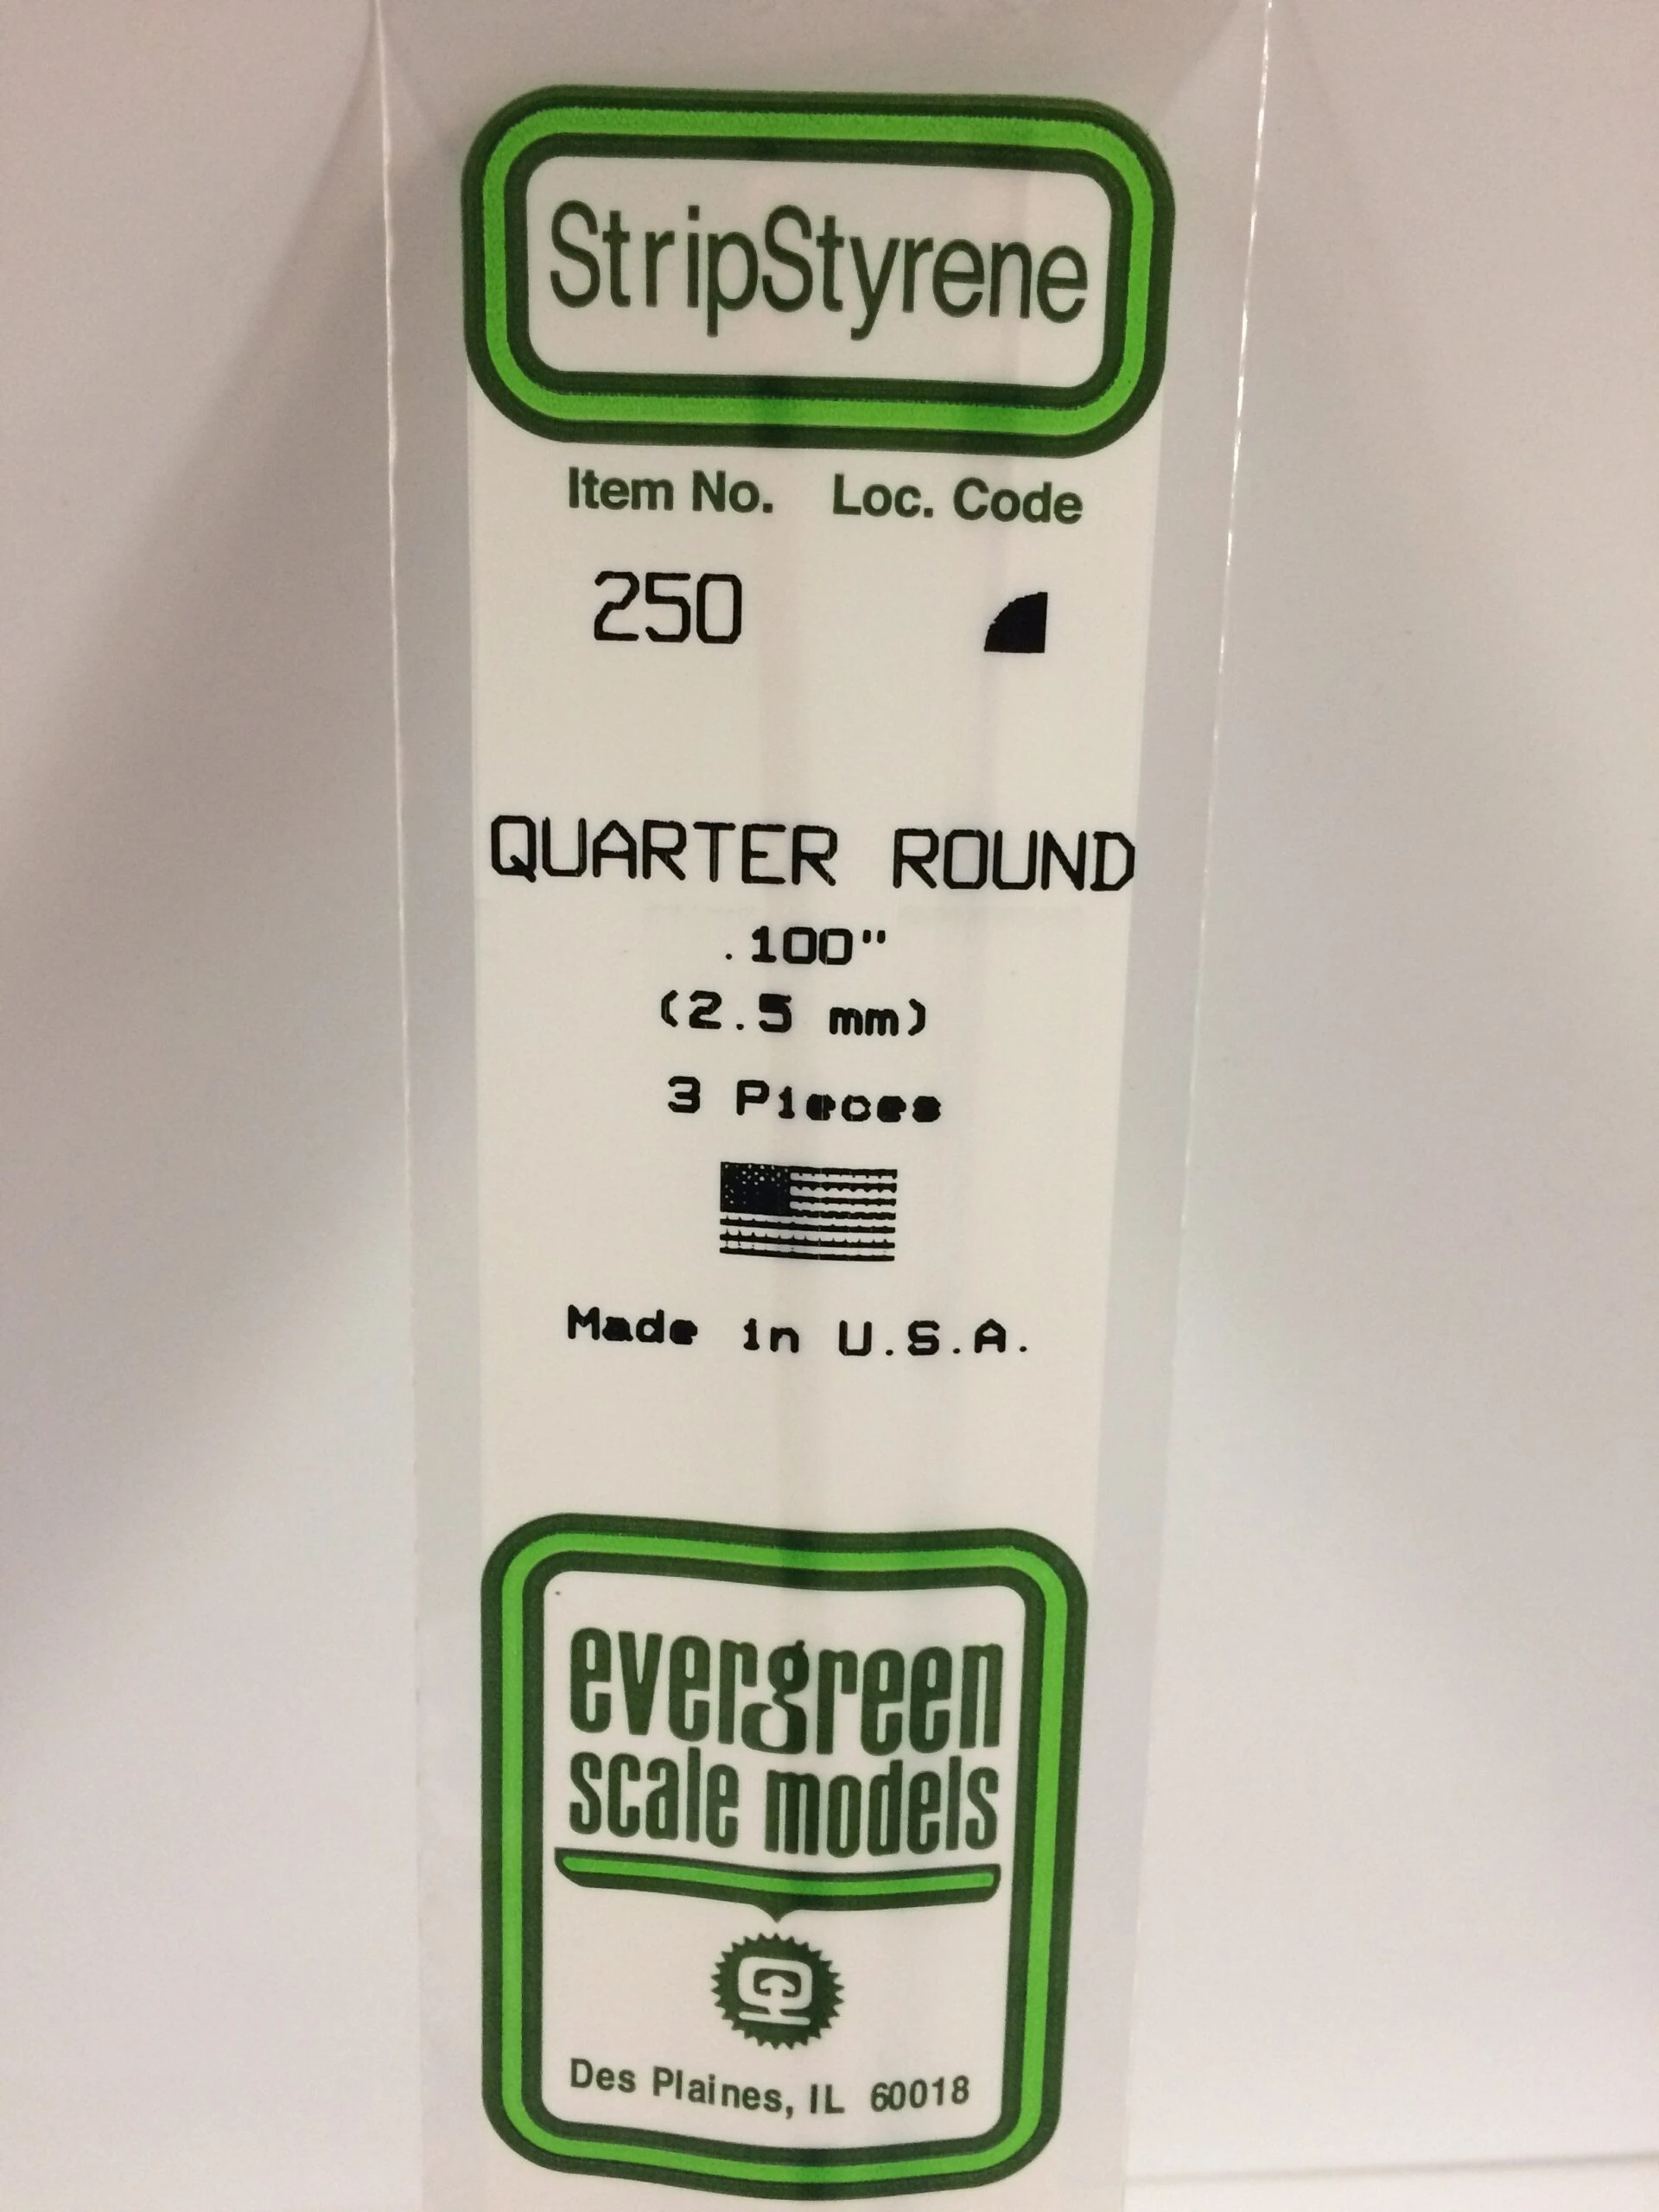 StripStyrene
Item No. Loc. Code
250
QUARTER ROUND
.100"
(2.5 mm)
3 Pieces
Made in U.S.A.
evergreen
scale models
Des Plaines, IL 60018